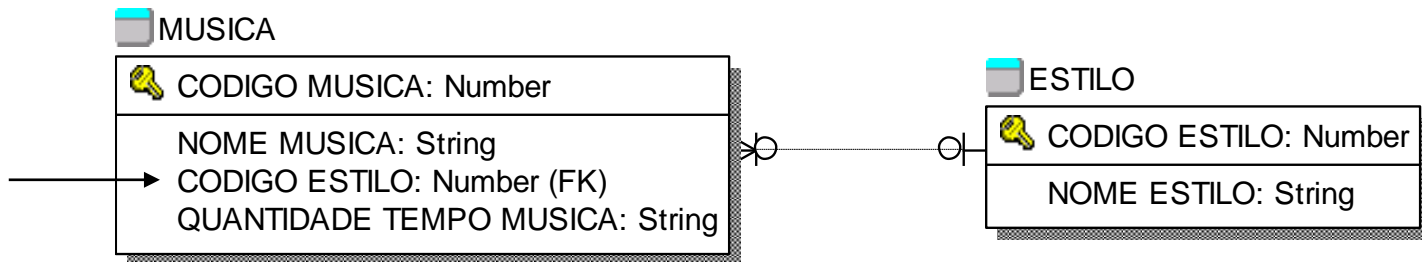 MUSICA
CODIGO MUSICA: Number
NOME MUSICA: String
CODIGO ESTILO: Number (FK)
QUANTIDADE TEMPO MUSICA: String
ESTILO
CODIGO ESTILO: Number
NOME ESTILO: String